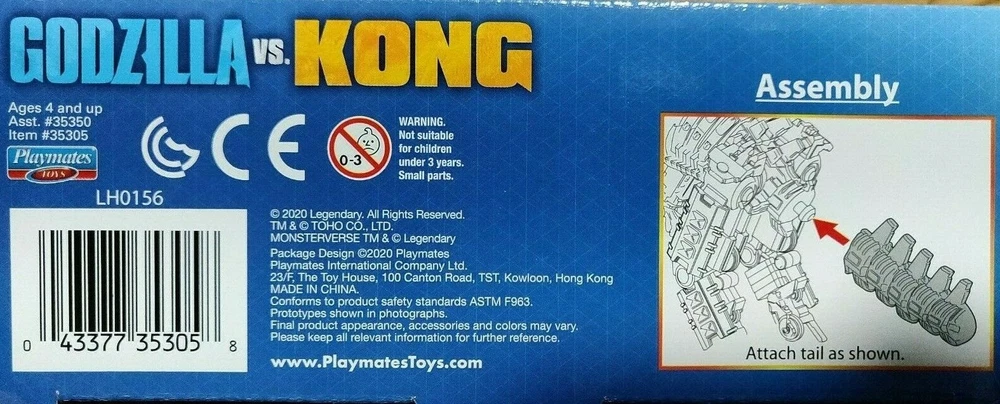 GODZILLA VS. KONG
Ages 4 and up
Asst. #35350
Item #35305
Playmates
TOYS
LH0156
0 43377 35305 8
CE
0-3
WARNING.
Not suitable
for children
under 3 years.
Small parts.
© 2020 Legendary. All Rights Reserved.
TM & © TOHO CO., LTD.
MONSTERVERSE TM & © Legendary
Package Design ©2020 Playmates
Playmates International Company Ltd.
23/F, The Toy House, 100 Canton Road, TST, Kowloon, Hong Kong
MADE IN CHINA.
Conforms to product safety standards ASTM F963.
Prototypes shown in photographs.
Final product appearance, accessories and colors may vary.
Please keep all relevant information for further reference.
www.PlaymatesToys.com
Assembly
Attach tail as shown.